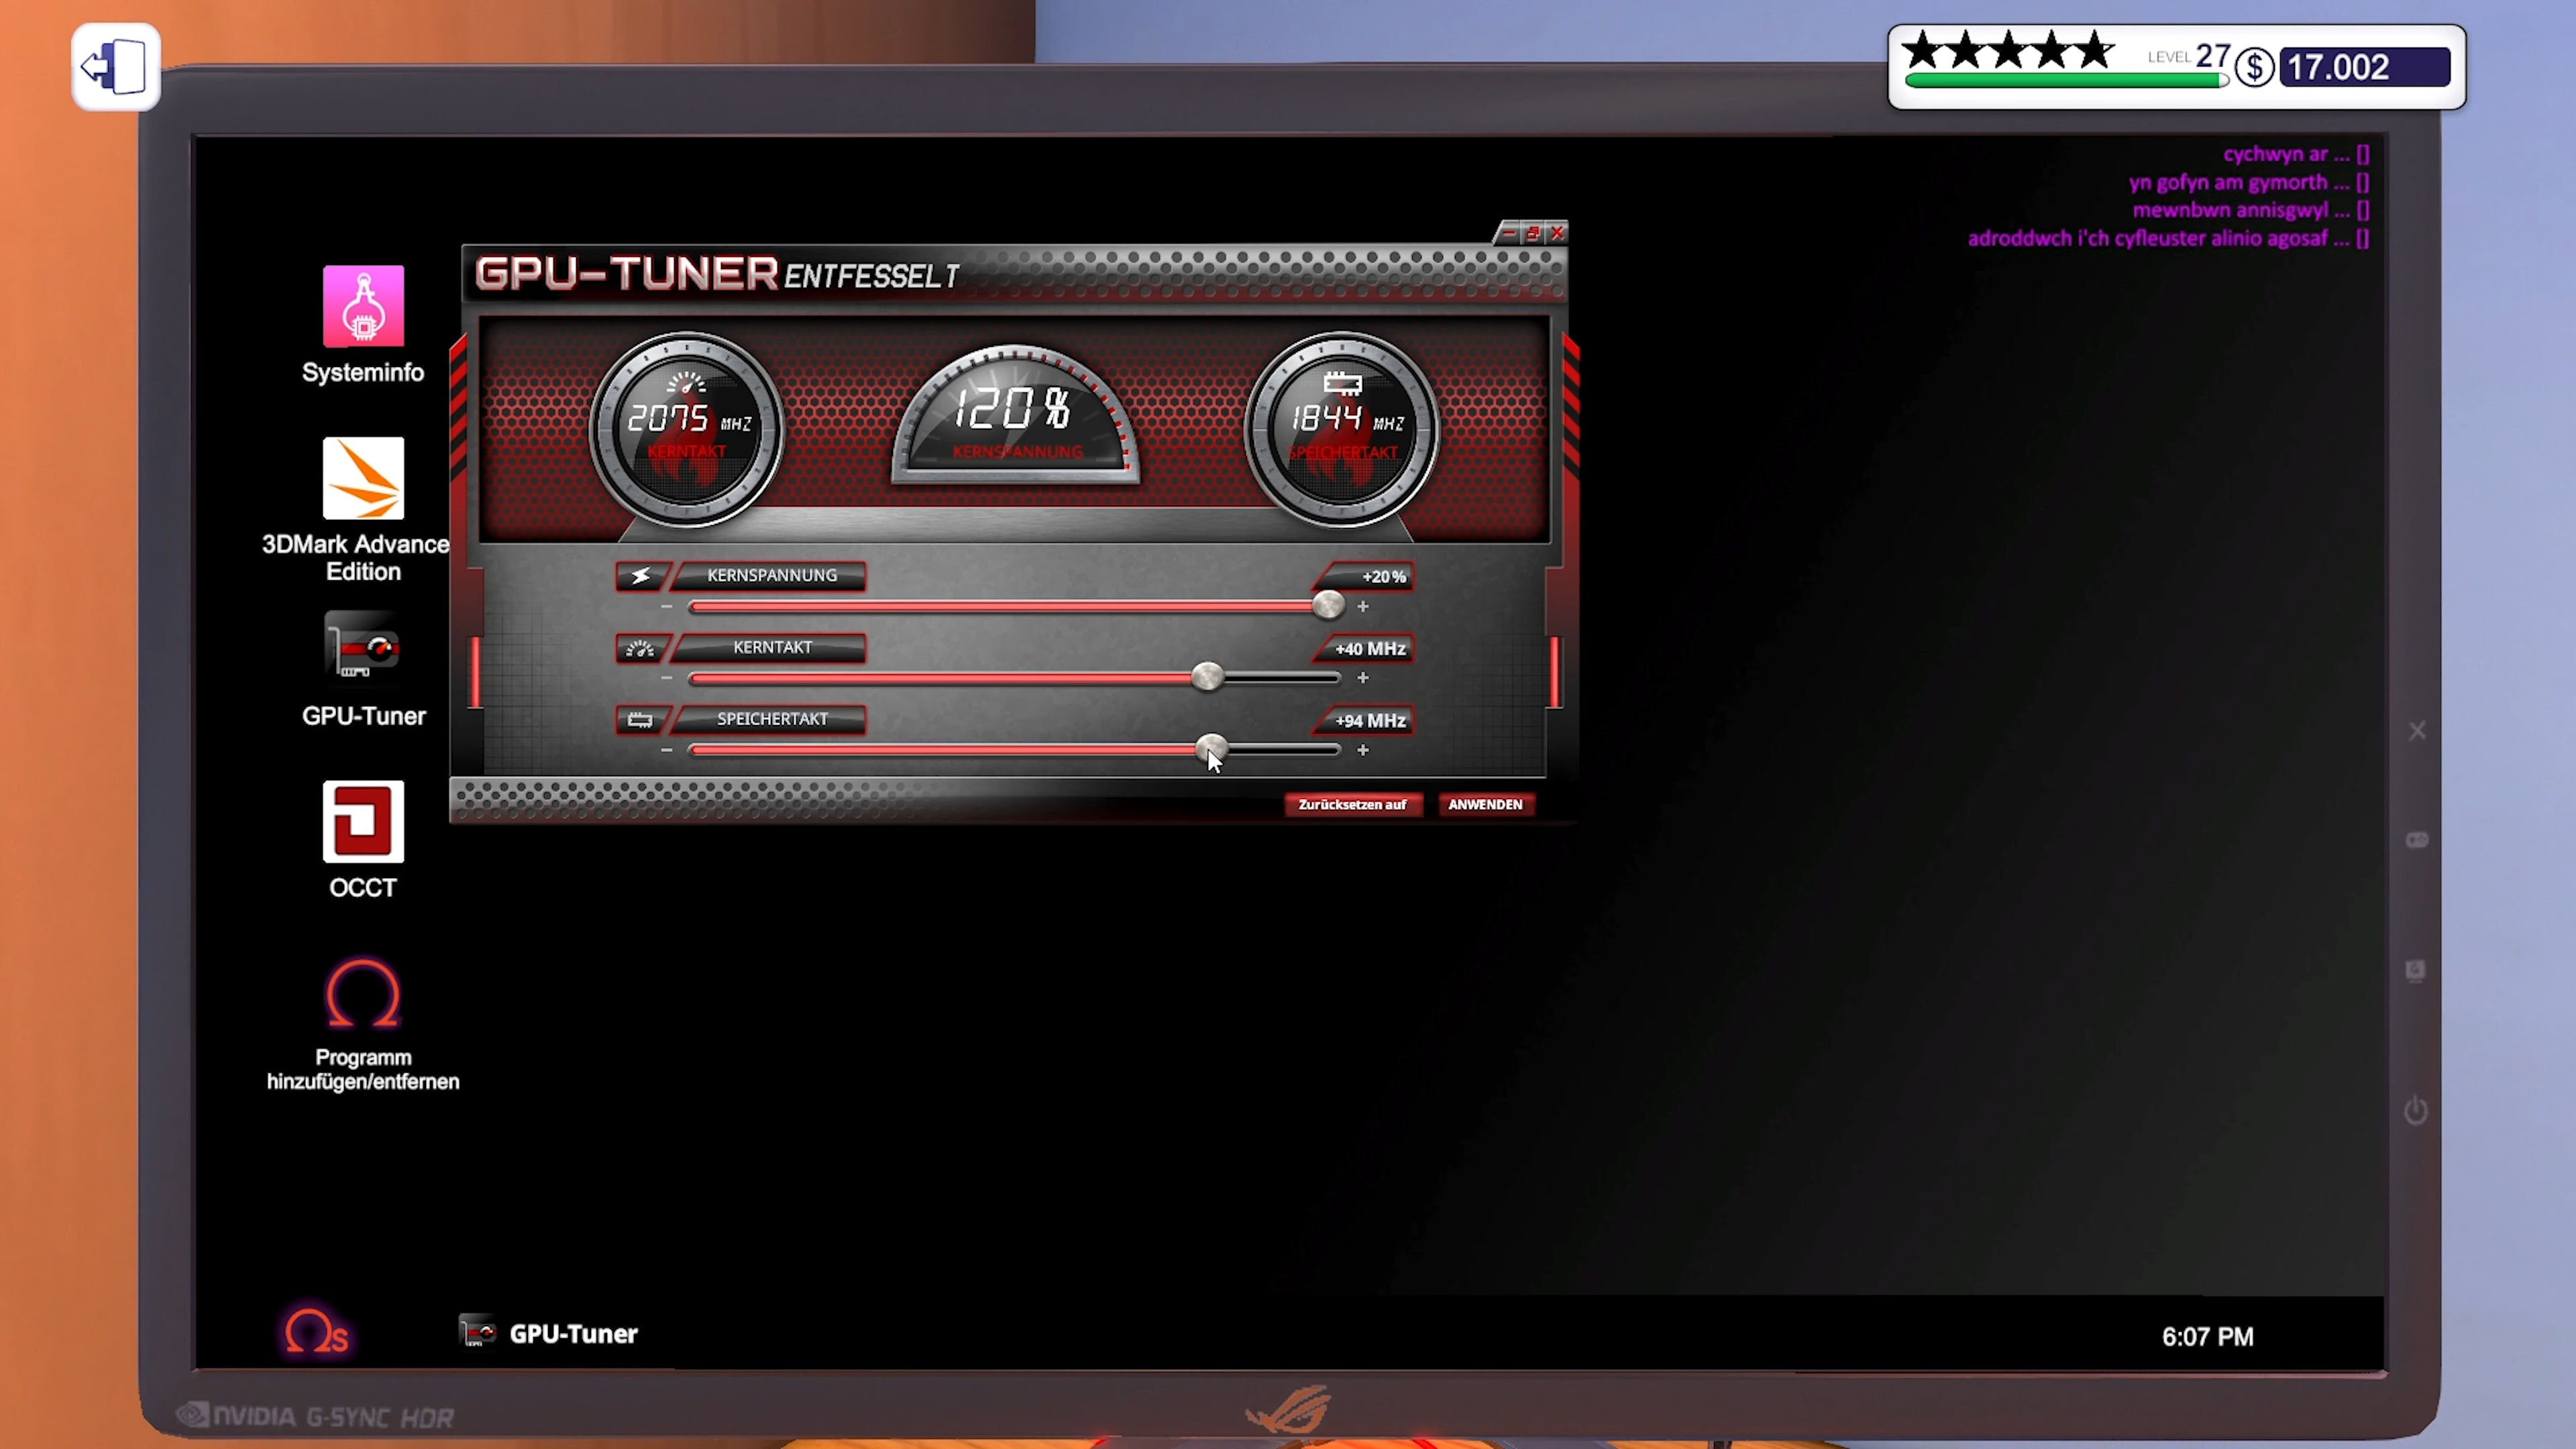 LEVEL 27 $ 17.002
cychwyn ar ... []
yn gofyn am gymorth ... []
mewnbwn annisgwyl ... []
adroddwch i'ch cyfleuster alinio agosaf ... []
Systeminfo
3DMark Advance
Edition
GPU-Tuner
OCCT
Programm
hinzufügen/entfernen
GPU-TUNER ENTFESSELT
2075 MHZ
KERNTAKT
120%
KERNSPANNUNG
1844 MHZ
SPEICHERTAKT
KERNSPANNUNG +20%
- +
KERNTAKT +40 MHz
- +
SPEICHERTAKT +94 MHz
- +
Zurücksetzen auf ANWENDEN
Ωs GPU-Tuner 6:07 PM
NVIDIA G-SYNC HDR